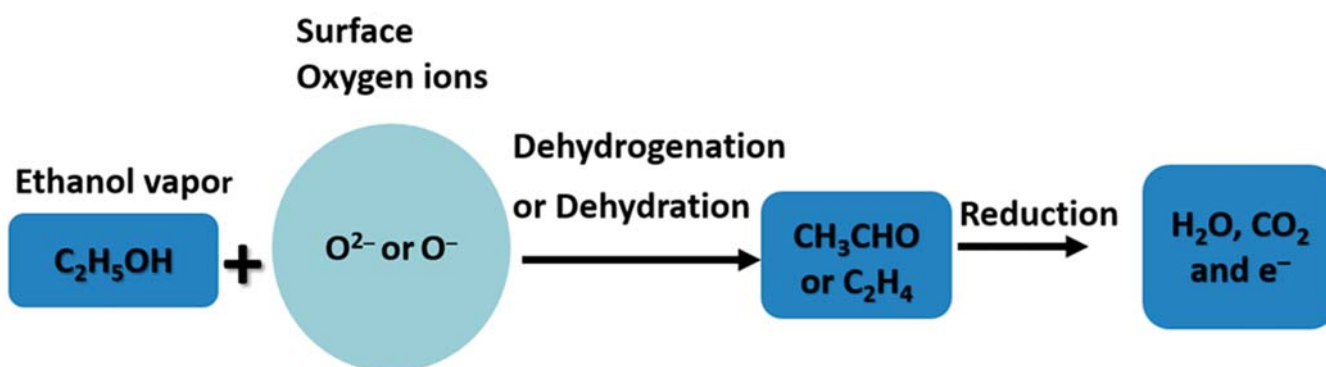 Surface
Oxygen ions
Ethanol vapor
C₂H₅OH
+
O²⁻ or O⁻
Dehydrogenation
or Dehydration
CH₃CHO
or C₂H₄
Reduction
H₂O, CO₂
and e⁻